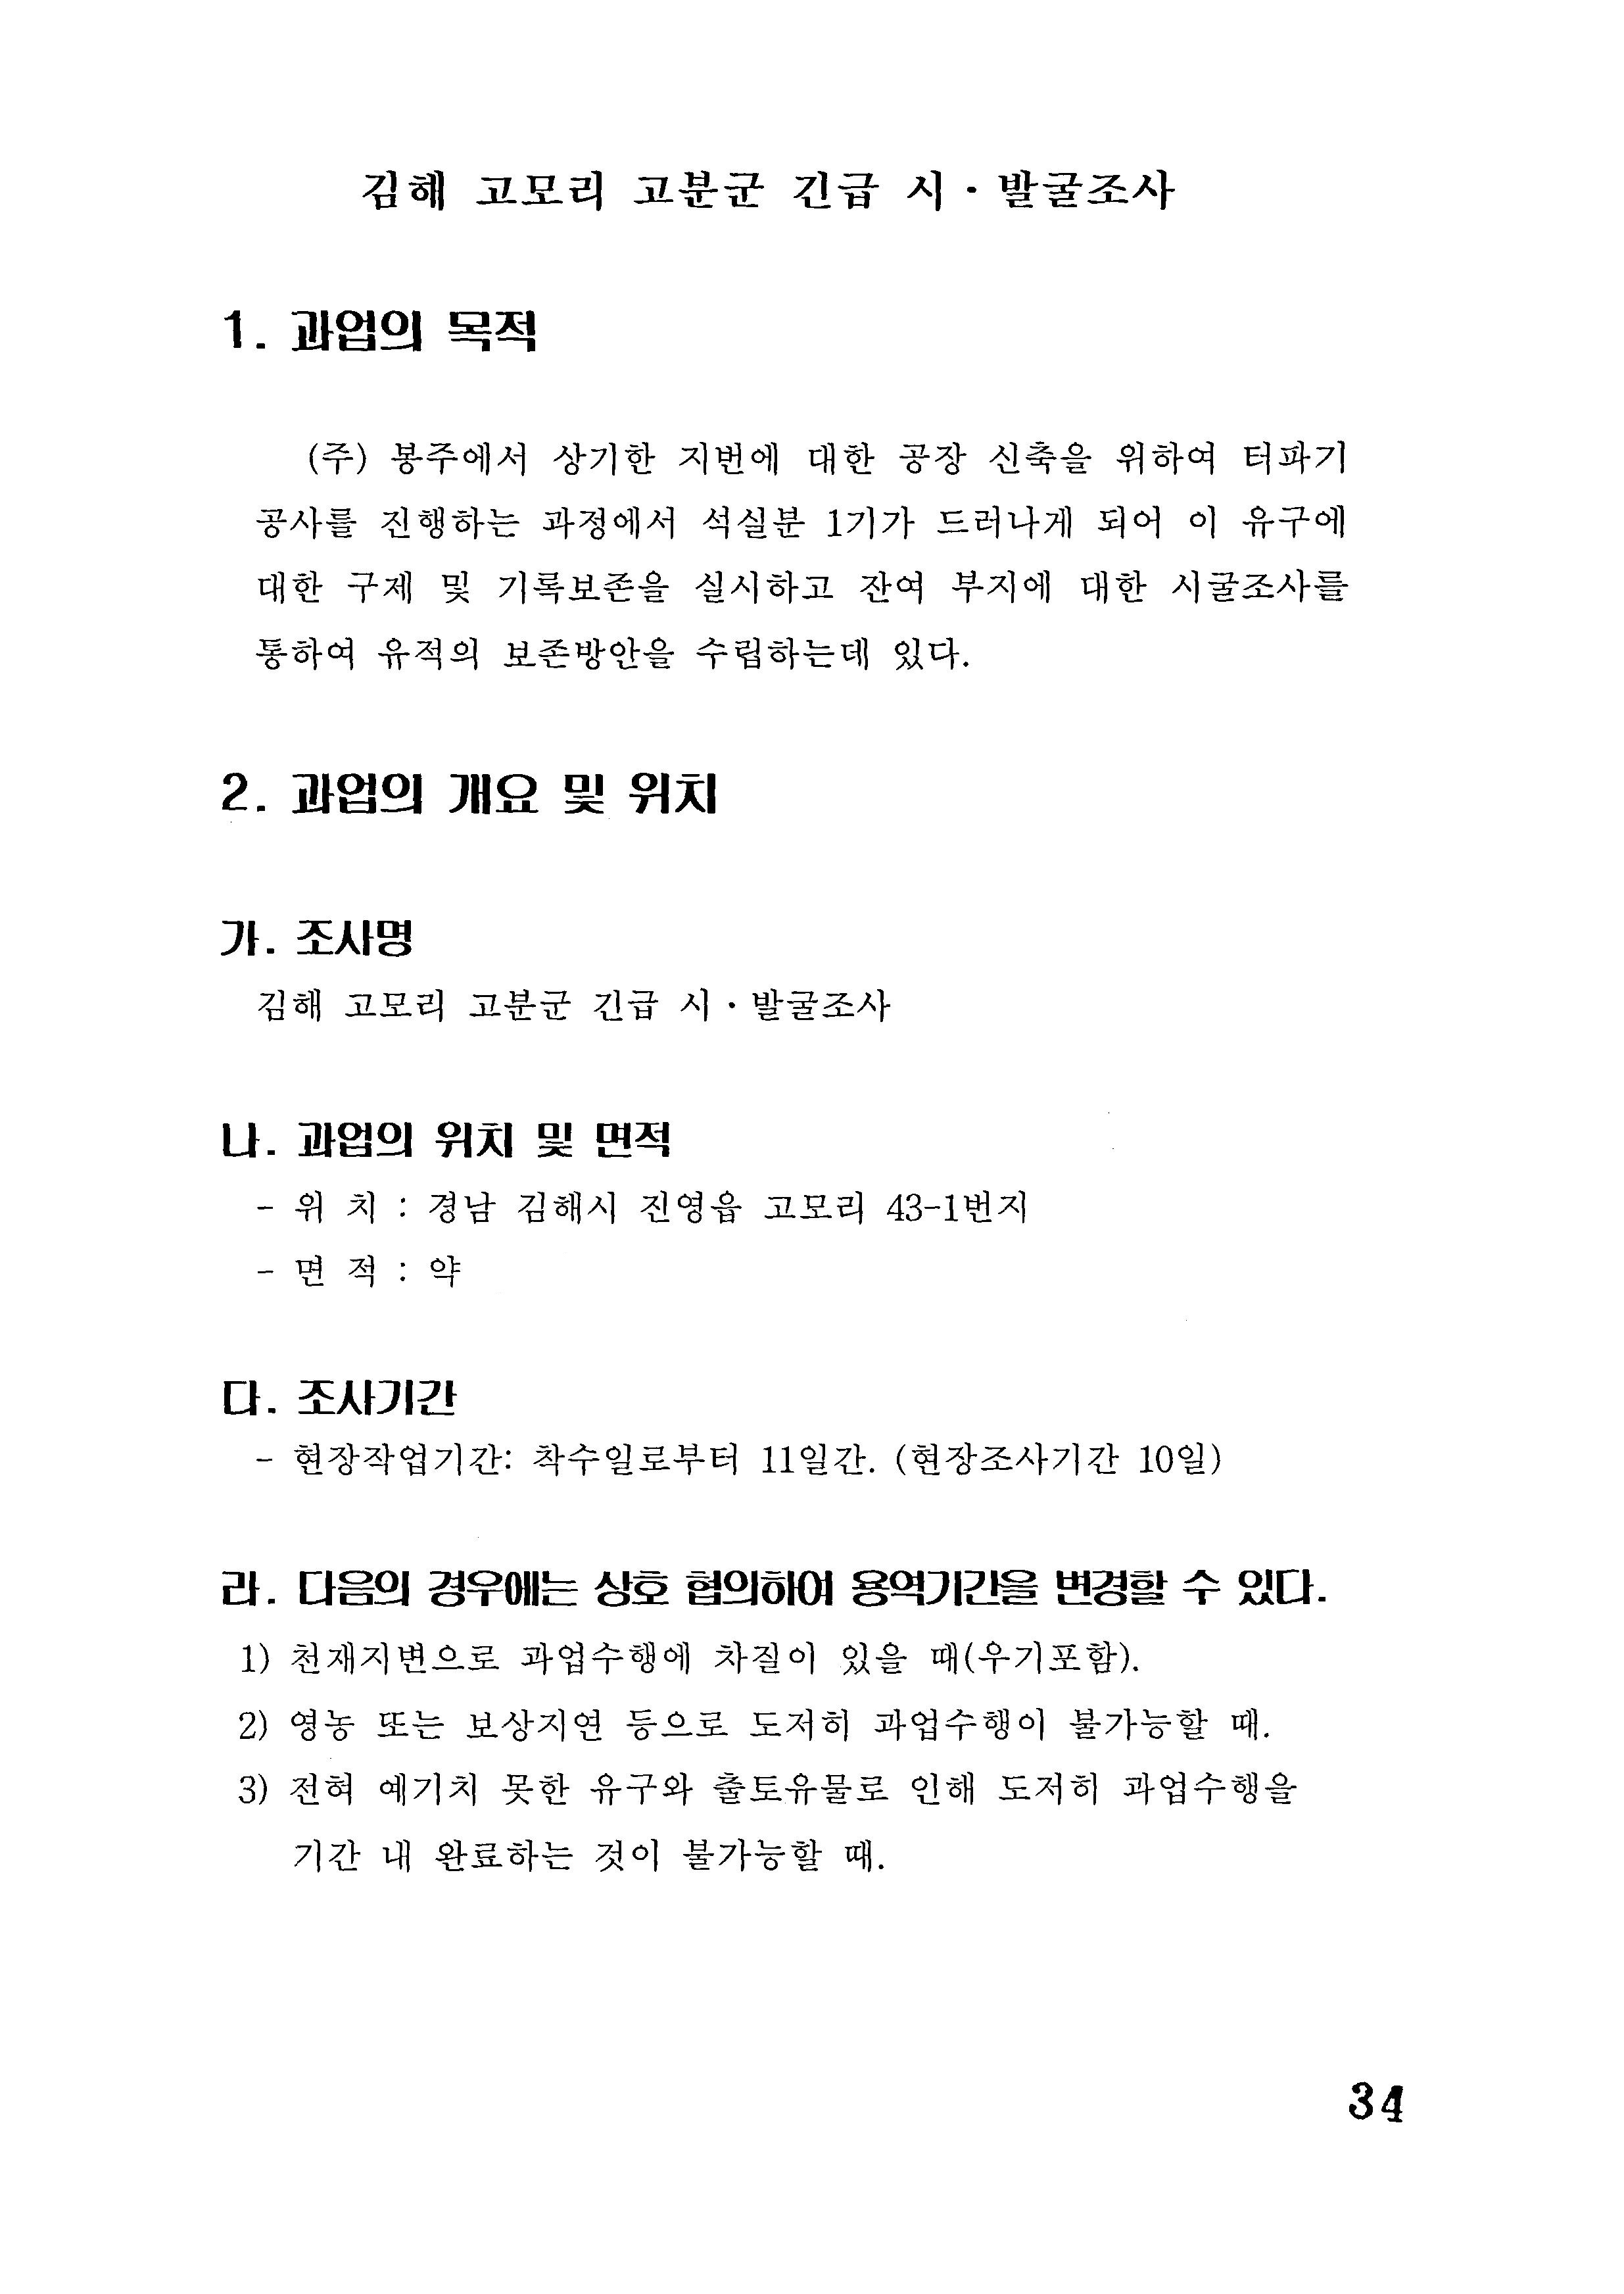 김해 고모리 고분군 긴급 시·발굴조사
1. 과업의 목적
(주) 봉주에서 상기한 지번에 대한 공장 신축을 위하여 터파기
공사를 진행하는 과정에서 석실분 1기가 드러나게 되어 이 유구에
대한 구제 및 기록보존을 실시하고 잔여 부지에 대한 시굴조사를
통하여 유적의 보존방안을 수립하는데 있다.
2. 과업의 개요 및 위치
가. 조사명
김해 고모리 고분군 긴급 시·발굴조사
나. 과업의 위치 및 면적
- 위 치 : 경남 김해시 진영읍 고모리 43-1번지
- 면 적 : 약
다. 조사기간
- 현장작업기간: 착수일로부터 11일간. (현장조사기간 10일)
라. 다음의 경우에는 상호 협의하여 용역기간을 변경할 수 있다.
1) 천재지변으로 과업수행에 차질이 있을 때(우기포함).
2) 영농 또는 보상지연 등으로 도저히 과업수행이 불가능할 때.
3) 전혀 예기치 못한 유구와 출토유물로 인해 도저히 과업수행을
기간 내 완료하는 것이 불가능할 때.
34